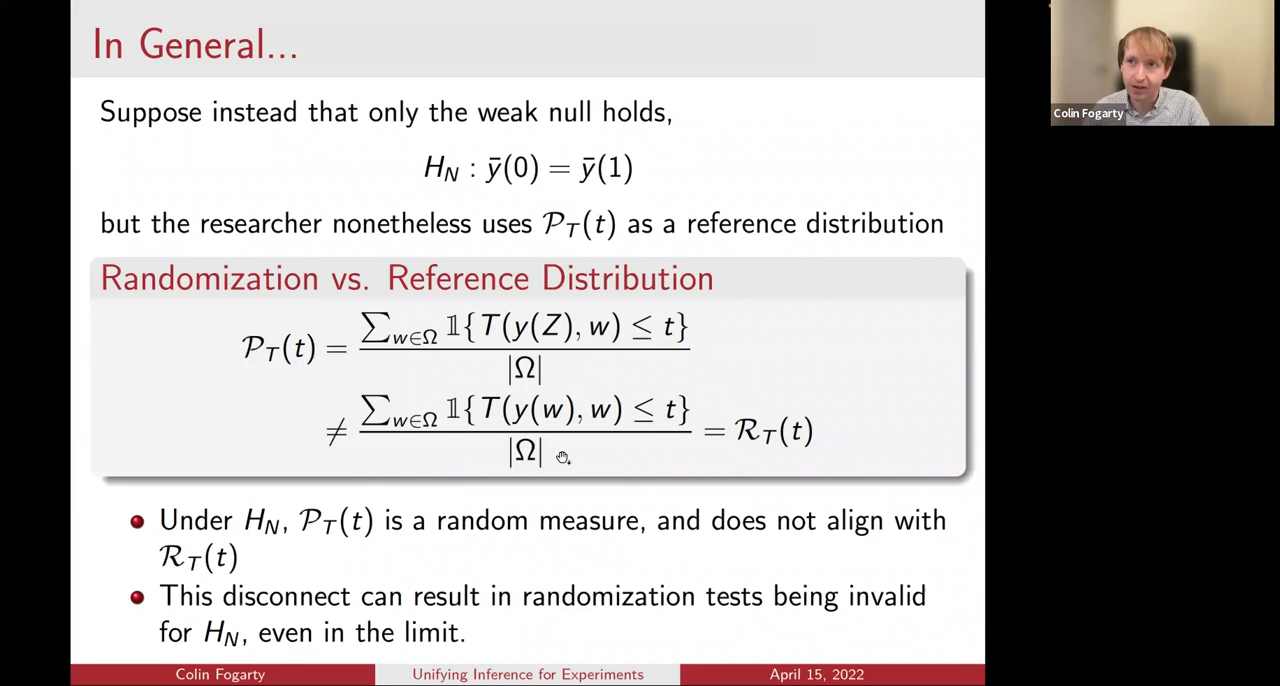 In General...
Suppose instead that only the weak null holds,
H_N : ȳ(0) = ȳ(1)
but the researcher nonetheless uses 𝒫_T(t) as a reference distribution
Randomization vs. Reference Distribution
𝒫_T(t) = ∑_{w∈Ω} 𝟙{T(y(Z), w) ≤ t} / |Ω|
≠ ∑_{w∈Ω} 𝟙{T(y(w), w) ≤ t} / |Ω| = ℛ_T(t)
Under H_N, 𝒫_T(t) is a random measure, and does not align with
ℛ_T(t)
This disconnect can result in randomization tests being invalid
for H_N, even in the limit.
Colin Fogarty
Unifying Inference for Experiments
April 15, 2022
Colin Fogarty